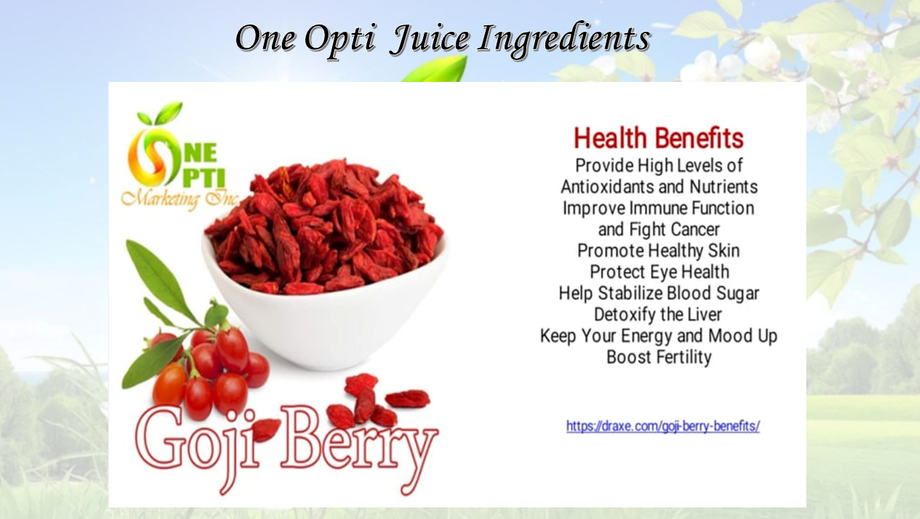 One Opti Juice Ingredients
ONE
OPTI
Marketing Inc.
Health Benefits
Provide High Levels of
Antioxidants and Nutrients
Improve Immune Function
and Fight Cancer
Promote Healthy Skin
Protect Eye Health
Help Stabilize Blood Sugar
Detoxify the Liver
Keep Your Energy and Mood Up
Boost Fertility
https://draxe.com/goji-berry-benefits/
Goji Berry